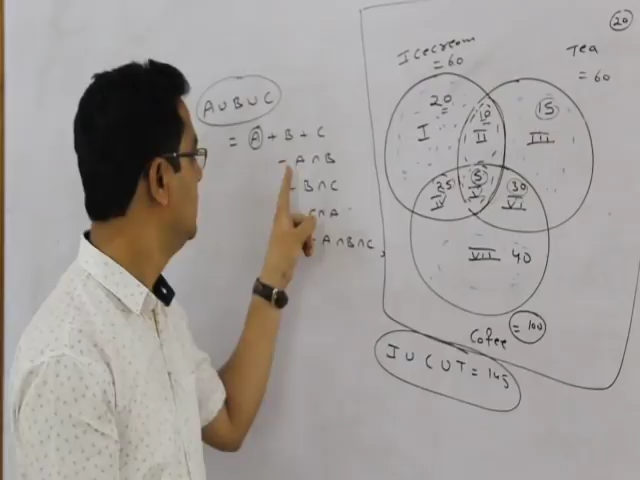 A∪B∪C
= A + B + C
- A∩B
- B∩C
C∩A
- A∩B∩C,
20
Icecream
= 60
Tea
= 60
20
10
15
I
II
III
25
5
30
IV
V
VI
VII 40
Cofee = 100
I∪C∪T = 145